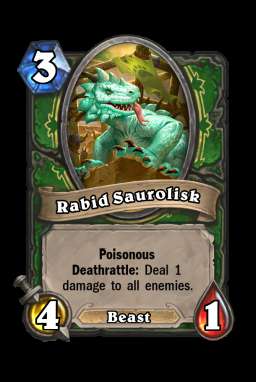 3
Rabid Saurolisk
Poisonous
Deathrattle: Deal 1
damage to all enemies.
4
Beast
1